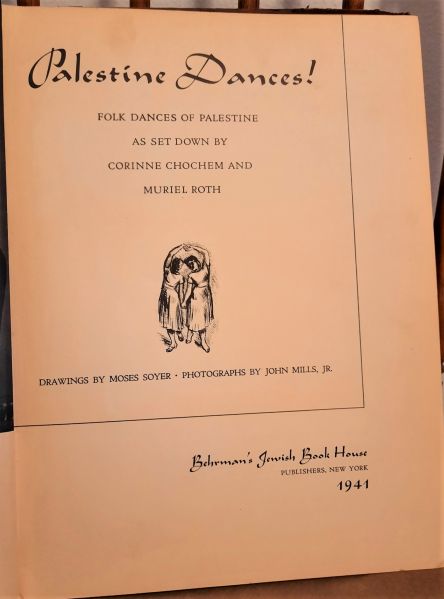 Palestine Dances!
FOLK DANCES OF PALESTINE
AS SET DOWN BY
CORINNE CHOCHEM AND
MURIEL ROTH
DRAWINGS BY MOSES SOYER · PHOTOGRAPHS BY JOHN MILLS, JR.
Behrman's Jewish Book House
PUBLISHERS, NEW YORK
1941